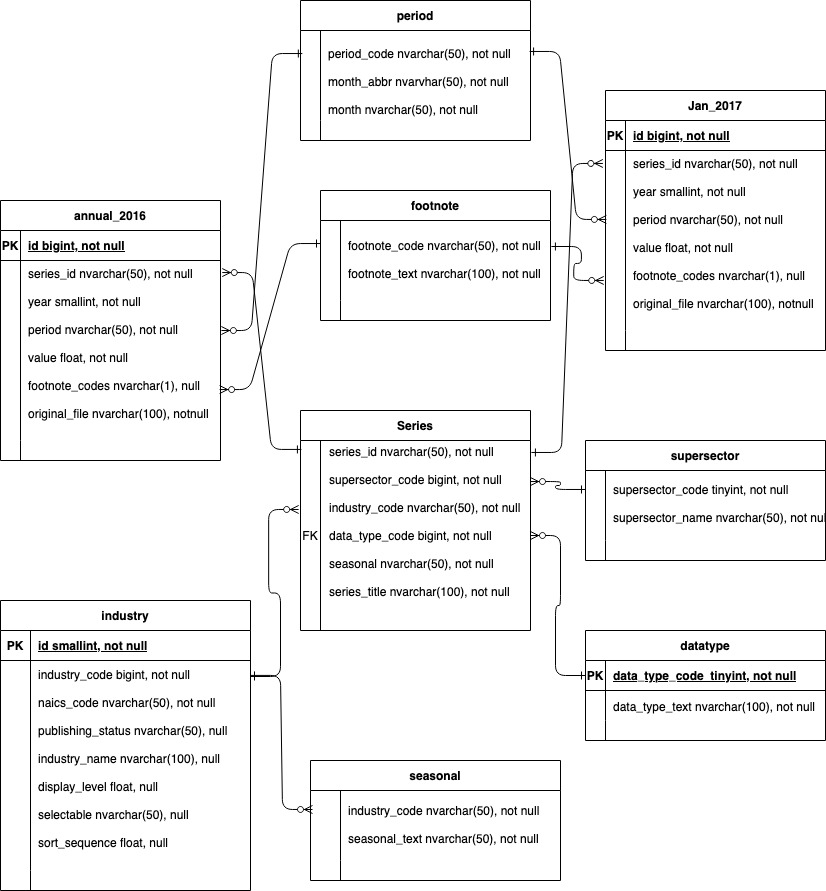 period
period_code nvarchar(50), not null
month_abbr nvarvhar(50), not null
month nvarchar(50), not null
Jan_2017
PK id bigint, not null
series_id nvarchar(50), not null
year smallint, not null
period nvarchar(50), not null
value float, not null
footnote_codes nvarchar(1), null
original_file nvarchar(100), notnull
annual_2016
PK id bigint, not null
series_id nvarchar(50), not null
year smallint, not null
period nvarchar(50), not null
value float, not null
footnote_codes nvarchar(1), null
original_file nvarchar(100), notnull
footnote
footnote_code nvarchar(50), not null
footnote_text nvarchar(100), not null
Series
series_id nvarchar(50), not null
supersector_code bigint, not null
industry_code nvarchar(50), not null
FK data_type_code bigint, not null
seasonal nvarchar(50), not null
series_title nvarchar(100), not null
supersector
supersector_code tinyint, not null
supersector_name nvarchar(50), not nul
industry
PK id smallint, not null
industry_code bigint, not null
naics_code nvarchar(50), not null
publishing_status nvarchar(50), null
industry_name nvarchar(100), null
display_level float, null
selectable nvarchar(50), null
sort_sequence float, null
datatype
PK data_type_code tinyint, not null
data_type_text nvarchar(100), not null
seasonal
industry_code nvarchar(50), not null
seasonal_text nvarchar(50), not null